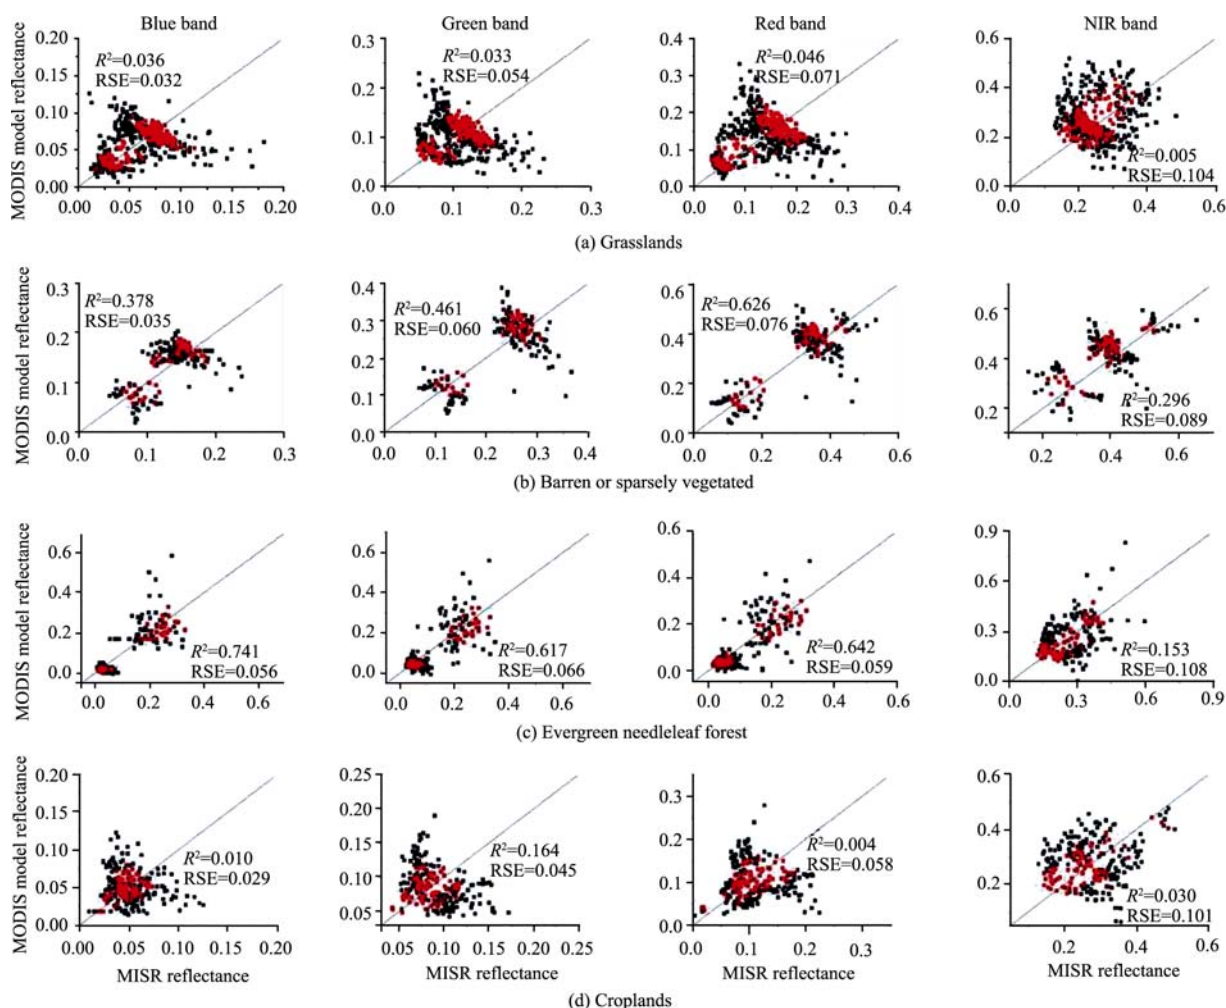 Blue band Green band Red band NIR band
MODIS model reflectance
0.20 0.15 0.10 0.05 0.00
R²=0.036
RSE=0.032
0.00 0.05 0.10 0.15 0.20
0.3 0.2 0.1 0.0
R²=0.033
RSE=0.054
0.0 0.1 0.2 0.3
0.4 0.3 0.2 0.1 0.0
R²=0.046
RSE=0.071
0.0 0.1 0.2 0.3 0.4
0.6 0.4 0.2 0.0
R²=0.005
RSE=0.104
0.0 0.2 0.4 0.6
(a) Grasslands
MODIS model reflectance
0.3 0.2 0.1 0.0
R²=0.378
RSE=0.035
0.0 0.1 0.2 0.3
0.4 0.3 0.2 0.1 0.0
R²=0.461
RSE=0.060
0.0 0.1 0.2 0.3 0.4
0.6 0.4 0.2 0.0
R²=0.626
RSE=0.076
0.0 0.2 0.4 0.6
0.6 0.4 0.2
R²=0.296
RSE=0.089
0.2 0.4 0.6
(b) Barren or sparsely vegetated
MODIS model reflectance
0.6 0.4 0.2 0.0
R²=0.741
RSE=0.056
0.0 0.2 0.4 0.6
0.6 0.4 0.2 0.0
R²=0.617
RSE=0.066
0.0 0.2 0.4 0.6
0.6 0.4 0.2 0.0
R²=0.642
RSE=0.059
0.0 0.2 0.4 0.6
0.9 0.6 0.3 0.0
R²=0.153
RSE=0.108
0.0 0.3 0.6 0.9
(c) Evergreen needleleaf forest
MODIS model reflectance
0.20 0.15 0.10 0.05 0.00
R²=0.010
RSE=0.029
0.00 0.05 0.10 0.15 0.20
0.25 0.20 0.15 0.10 0.05
R²=0.164
RSE=0.045
0.05 0.10 0.15 0.20 0.25
0.3 0.2 0.1 0.0
R²=0.004
RSE=0.058
0.0 0.1 0.2 0.3
0.6 0.4 0.2
R²=0.030
RSE=0.101
0.2 0.4 0.6
MISR reflectance MISR reflectance MISR reflectance MISR reflectance
(d) Croplands